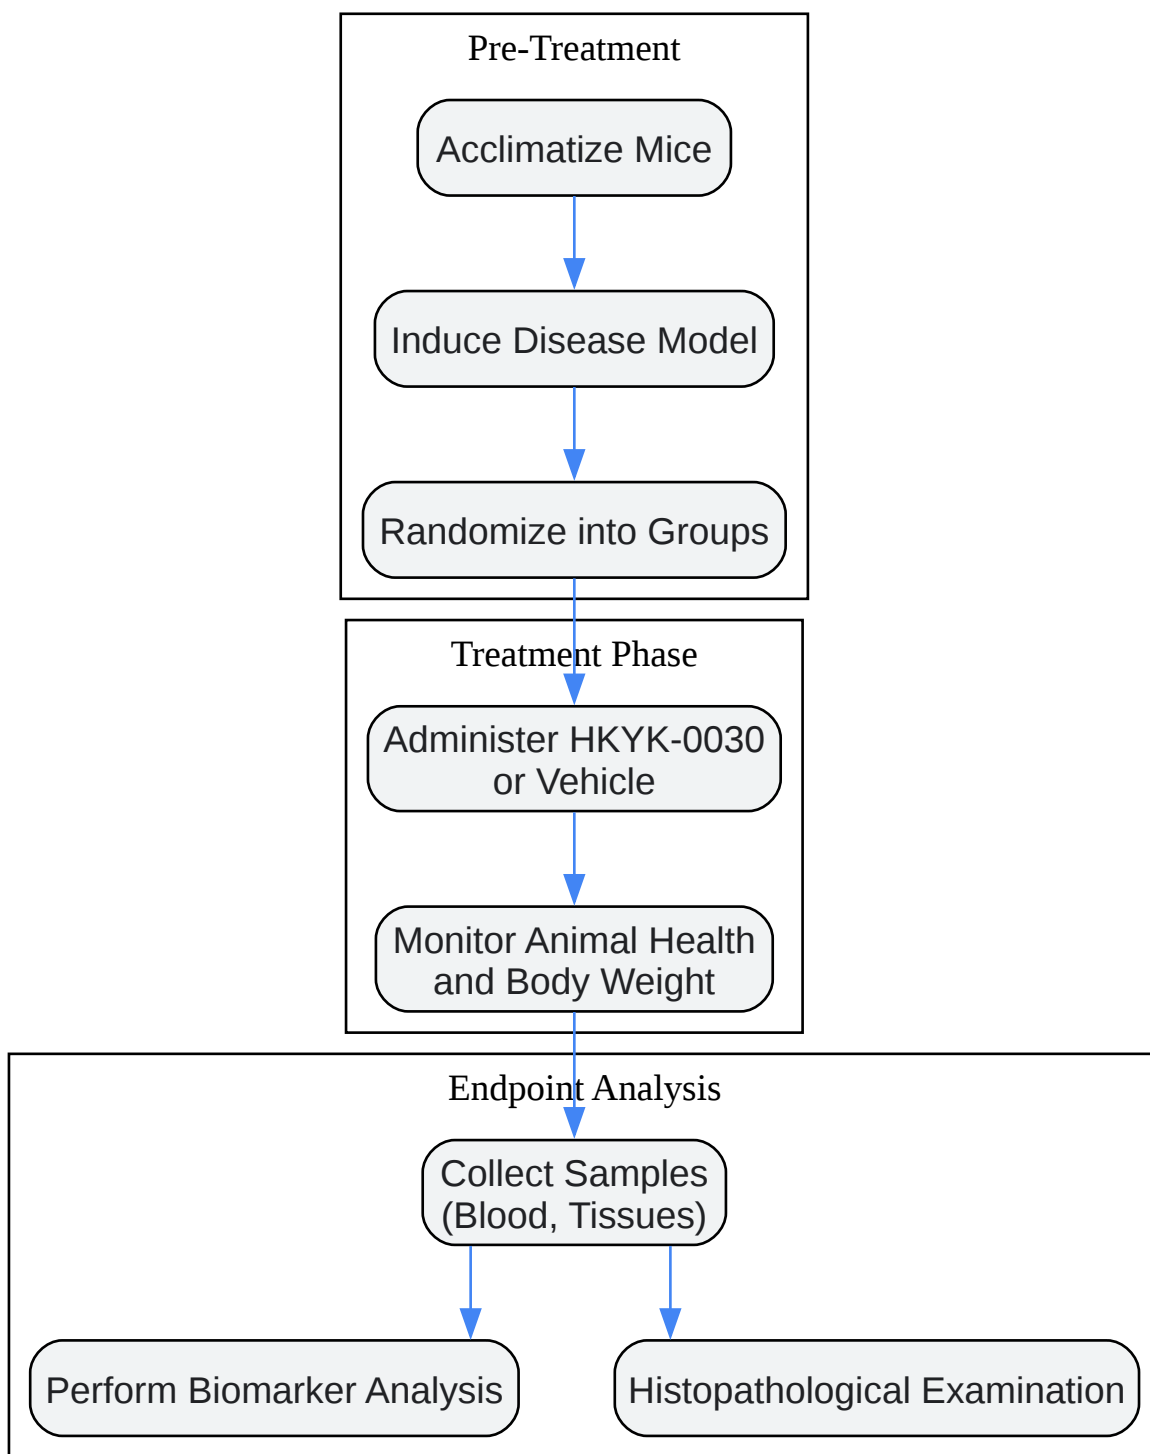 Pre-Treatment
Acclimatize Mice
Induce Disease Model
Randomize into Groups
Treatment Phase
Administer HKYK-0030
or Vehicle
Monitor Animal Health
and Body Weight
Endpoint Analysis
Collect Samples
(Blood, Tissues)
Perform Biomarker Analysis
Histopathological Examination